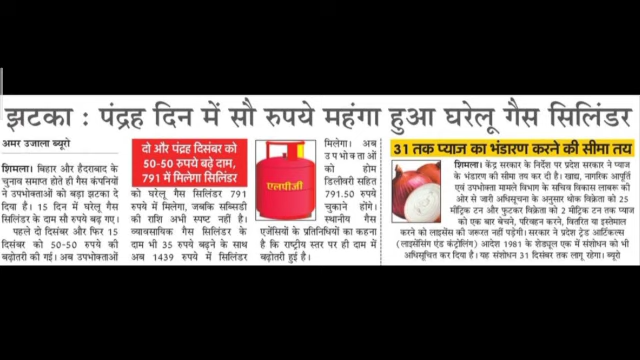 झटका : पंद्रह दिन में सौ रुपये महंगा हुआ घरेलू गैस सिलिंडर
अमर उजाला ब्यूरो
शिमला। बिहार और हैदराबाद के
चुनाव समाप्त होते ही गैस कंपनियों
ने उपभोक्ताओं को बड़ा झटका दे
दिया है। 15 दिन में घरेलू गैस
सिलिंडर के दाम सौ रुपये बढ़ गए।
पहले दो दिसंबर और फिर 15
दिसंबर को 50-50 रुपये की
बढ़ोतरी की गई। अब उपभोक्ताओं
दो और पंद्रह दिसंबर को
50-50 रुपये बढ़े दाम,
791 में मिलेगा सिलिंडर
को घरेलू गैस सिलिंडर 791
रुपये में मिलेगा, जबकि सब्सिडी
की राशि अभी स्पष्ट नहीं है।
व्यावसायिक गैस सिलिंडर के
दाम भी 35 रुपये बढ़ने के साथ
अब 1439 रुपये में सिलिंडर
एलपीजी
मिलेगा। अब
उपभोक्ताओं
को होम
डिलीवरी सहित
791.50 रुपये
चुकाने होंगे।
स्थानीय गैस
एजेंसियों के प्रतिनिधियों का कहना
है कि राष्ट्रीय स्तर पर ही दाम में
बढ़ोतरी हुई है।
31 तक प्याज का भंडारण करने की सीमा तय
शिमला। केंद्र सरकार के निर्देश पर प्रदेश सरकार ने प्याज
के भंडारण की सीमा तय कर दी है। खाद्य, नागरिक आपूर्ति
एवं उपभोक्ता मामले विभाग के सचिव विकास लाबरू की
ओर से जारी अधिसूचना के अनुसार थोक विक्रेता को 25
मीट्रिक टन और फुटकर विक्रेता को 2 मीट्रिक टन तक प्याज
को एक बार बेचने, परिवहन करने, वितरित या इस्तेमाल
करने को लाइसेंस की जरूरत नहीं पड़ेगी। सरकार ने प्रदेश ट्रेड आर्टिकल्स
(लाइसेंसिंग एंड कंट्रोलिंग) आदेश 1981 के शेड्यूल एक में संशोधन को भी
अधिसूचित कर दिया है। यह संशोधन 31 दिसंबर तक लागू रहेगा। ब्यूरो